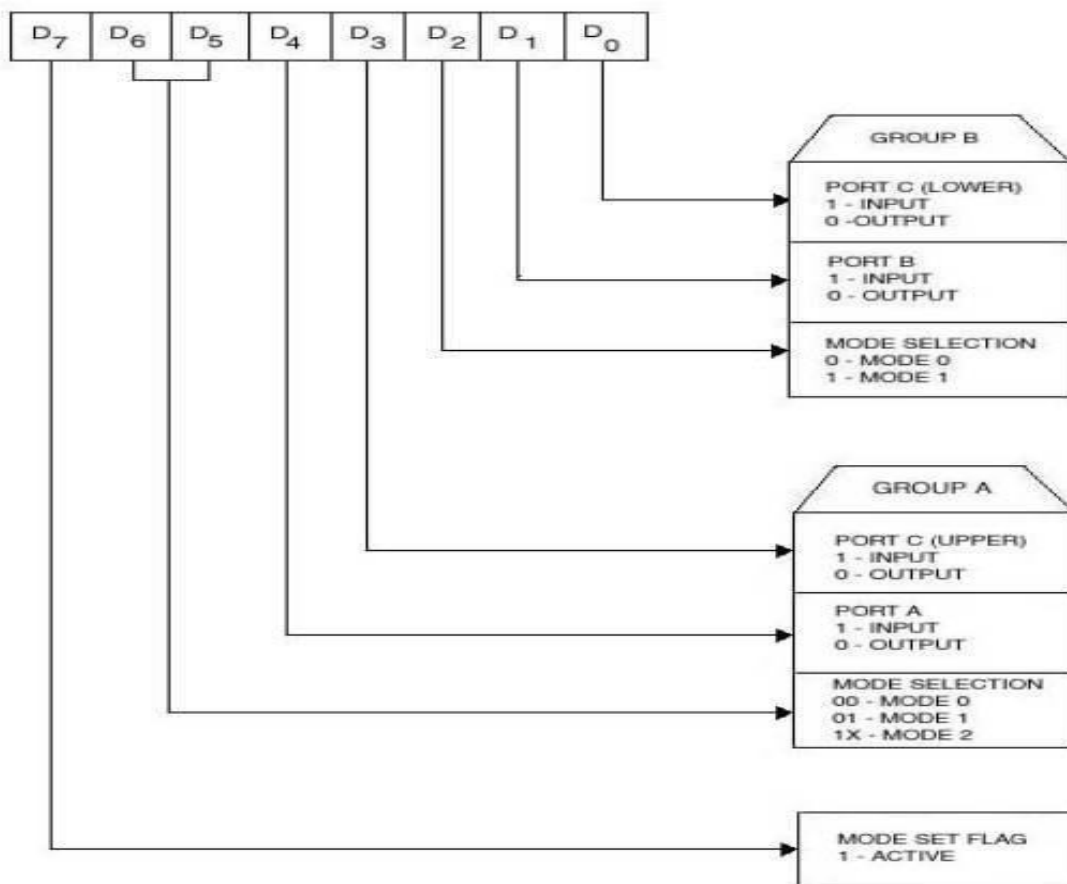 D7 D6 D5 D4 D3 D2 D1 D0
GROUP B
PORT C (LOWER)
1 - INPUT
0 -OUTPUT
PORT B
1 - INPUT
0 - OUTPUT
MODE SELECTION
0 - MODE 0
1 - MODE 1
GROUP A
PORT C (UPPER)
1 - INPUT
0 - OUTPUT
PORT A
1 - INPUT
0 - OUTPUT
MODE SELECTION
00 - MODE 0
01 - MODE 1
1X - MODE 2
MODE SET FLAG
1 - ACTIVE